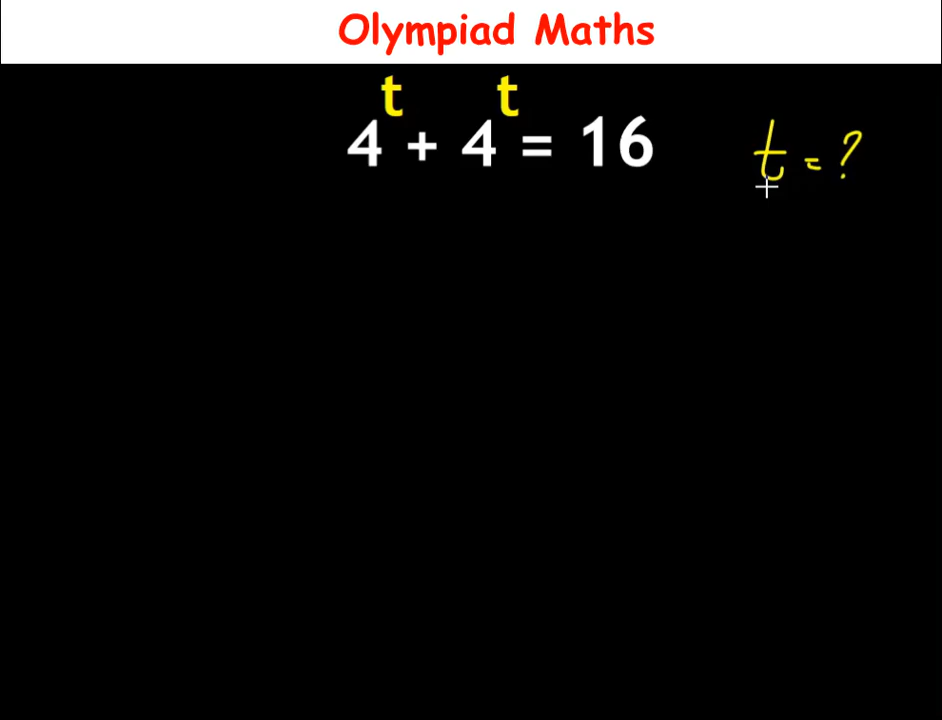 Olympiad Maths
4^t + 4^t = 16
t = ?